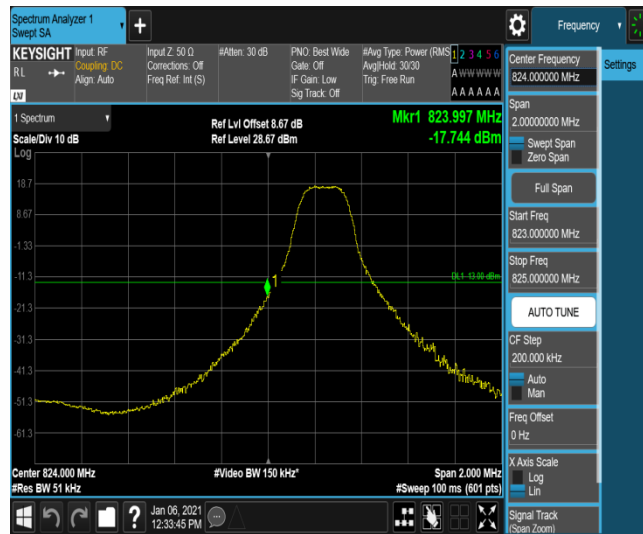 Spectrum Analyzer 1
Swept SA
Frequency
KEYSIGHT
RL
LXI
Input: RF
Coupling: DC
Align: Auto
Input Z: 50 Ω
Corrections: Off
Freq Ref: Int (S)
#Atten: 30 dB
PNO: Best Wide
Gate: Off
IF Gain: Low
Sig Track: Off
#Avg Type: Power (RMS
Avg|Hold: 30/30
Trig: Free Run
1 2 3 4 5 6
A W W W W W
A A A A A A
1 Spectrum
Scale/Div 10 dB
Log
Ref Lvl Offset 8.67 dB
Ref Level 28.67 dBm
Mkr1 823.997 MHz
-17.744 dBm
18.7
8.67
-1.33
-11.3
-21.3
-31.3
-41.3
-51.3
-61.3
1
DL1 -13.00 dBm
Center 824.000 MHz
#Res BW 51 kHz
#Video BW 150 kHz*
Span 2.000 MHz
#Sweep 100 ms (601 pts)
?
Jan 06, 2021
12:33:45 PM
Center Frequency
824.000000 MHz
Span
2.00000000 MHz
Swept Span
Zero Span
Full Span
Start Freq
823.000000 MHz
Stop Freq
825.000000 MHz
AUTO TUNE
CF Step
200.000 kHz
Auto
Man
Freq Offset
0 Hz
X Axis Scale
Log
Lin
Signal Track
(Span Zoom)
Settings